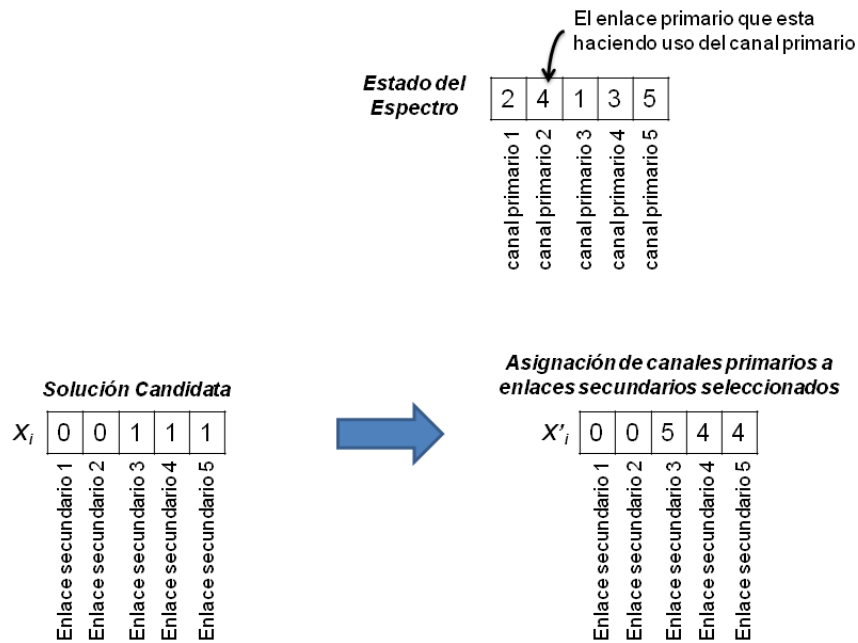 El enlace primario que esta
haciendo uso del canal primario
Estado del
Espectro
2 4 1 3 5
canal primario 1
canal primario 2
canal primario 3
canal primario 4
canal primario 5
Solución Candidata
Xi 0 0 1 1 1
Enlace secundario 1
Enlace secundario 2
Enlace secundario 3
Enlace secundario 4
Enlace secundario 5
Asignación de canales primarios a
enlaces secundarios seleccionados
X'i 0 0 5 4 4
Enlace secundario 1
Enlace secundario 2
Enlace secundario 3
Enlace secundario 4
Enlace secundario 5